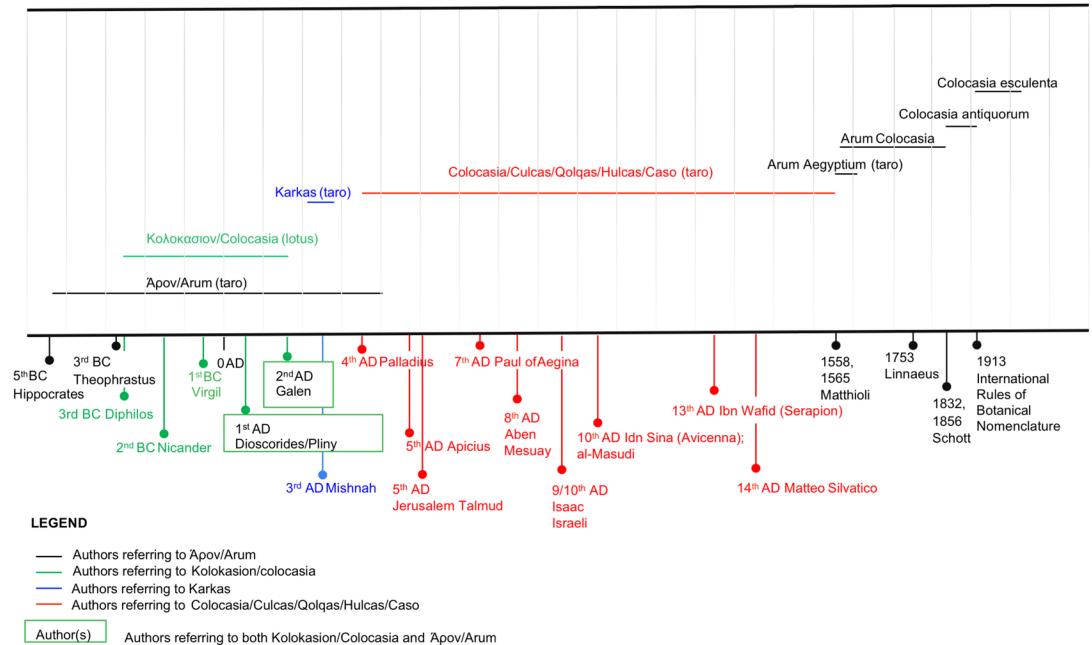 Colocasia esculenta
Colocasia antiquorum
Arum Colocasia
Arum Aegyptium (taro)
Colocasia/Culcas/Qolqas/Hulcas/Caso (taro)
Karkas (taro)
Κολοκασιον/Colocasia (lotus)
Άρον/Arum (taro)
5th BC
Hippocrates
3rd BC
Theophrastus
3rd BC Diphilos
2nd BC Nicander
1st BC
Virgil
0 AD
1st AD
Dioscorides/Pliny
2nd AD
Galen
3rd AD Mishnah
4th AD Palladius
5th AD Apicius
5th AD
Jerusalem Talmud
7th AD Paul of Aegina
8th AD
Aben
Mesuay
9/10th AD
Isaac
Israeli
10th AD Idn Sina (Avicenna);
al-Masudi
13th AD Ibn Wafid (Serapion)
14th AD Matteo Silvatico
1558,
1565
Matthioli
1753
Linnaeus
1832,
1856
Schott
1913
International
Rules of
Botanical
Nomenclature
LEGEND
Authors referring to Άρον/Arum
Authors referring to Kolokasion/colocasia
Authors referring to Karkas
Authors referring to Colocasia/Culcas/Qolqas/Hulcas/Caso
Author(s)
Authors referring to both Kolokasion/Colocasia and Άρον/Arum